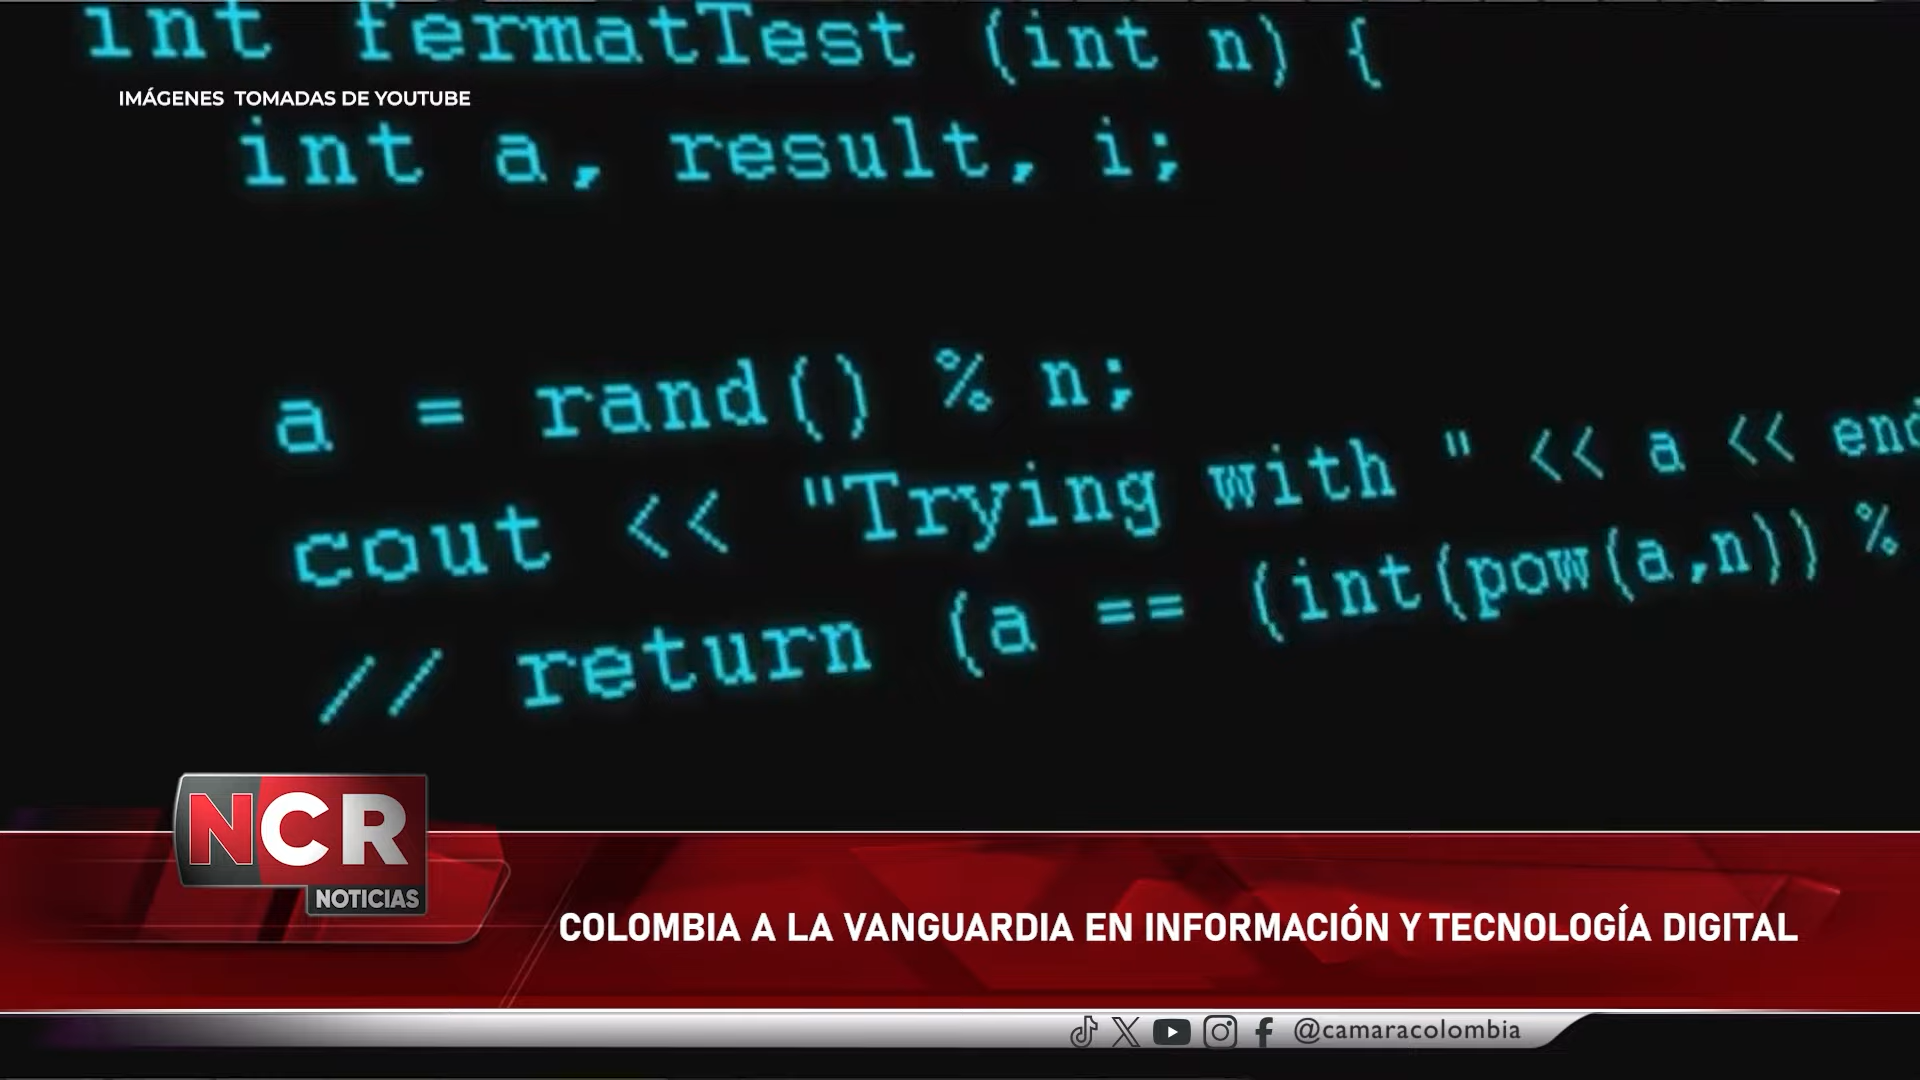 int fermatTest (int n) {
IMÁGENES TOMADAS DE YOUTUBE
int a, result, i;
a = rand() % n;
cout << "Trying with " << a << end
// return (a == (int(pow(a,n)) %
NCR
NOTICIAS
COLOMBIA A LA VANGUARDIA EN INFORMACIÓN Y TECNOLOGÍA DIGITAL
@camaracolombia